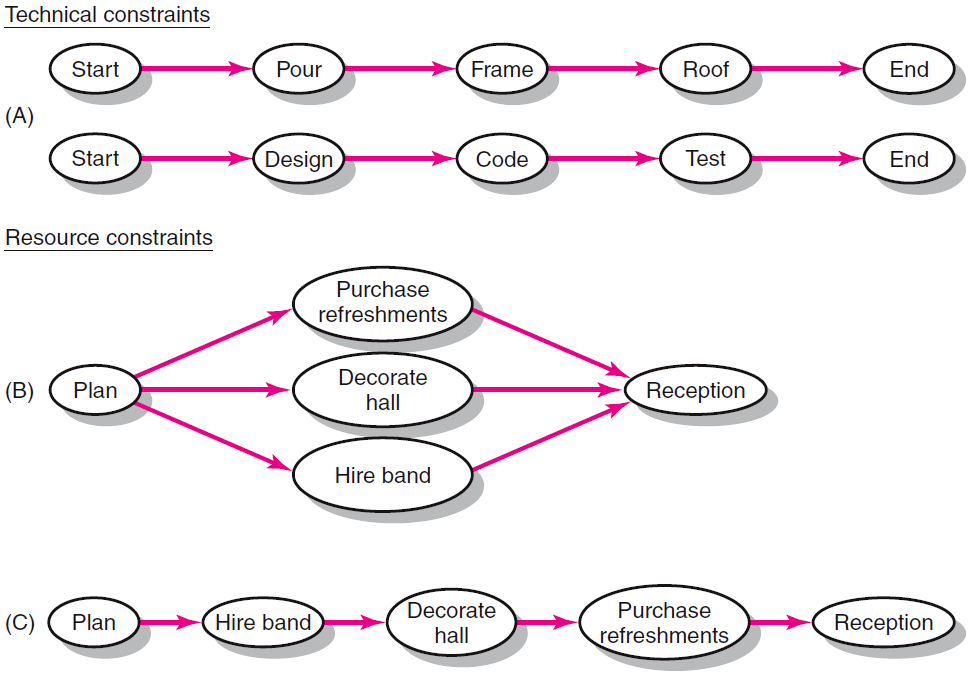 Technical constraints
Start
Pour
Frame
Roof
End
(A)
Start
Design
Code
Test
End
Resource constraints
Purchase
refreshments
(B)
Plan
Decorate
hall
Reception
Hire band
(C)
Plan
Hire band
Decorate
hall
Purchase
refreshments
Reception